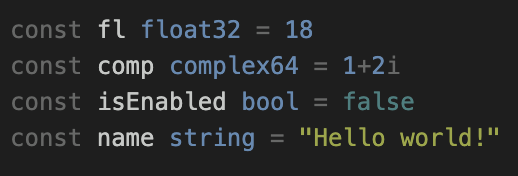 const fl float32 = 18
const comp complex64 = 1+2i
const isEnabled bool = false
const name string = "Hello world!"